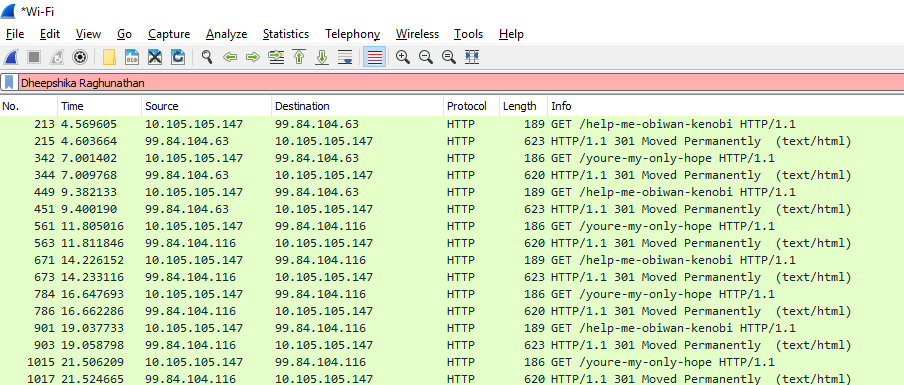 *Wi-Fi
File Edit View Go Capture Analyze Statistics Telephony Wireless Tools Help
Dheepshika Raghunathan
No. Time Source Destination Protocol Length Info
213 4.569605 10.105.105.147 99.84.104.63 HTTP 189 GET /help-me-obiwan-kenobi HTTP/1.1
215 4.603664 99.84.104.63 10.105.105.147 HTTP 623 HTTP/1.1 301 Moved Permanently (text/html)
342 7.001402 10.105.105.147 99.84.104.63 HTTP 186 GET /youre-my-only-hope HTTP/1.1
344 7.009768 99.84.104.63 10.105.105.147 HTTP 620 HTTP/1.1 301 Moved Permanently (text/html)
449 9.382133 10.105.105.147 99.84.104.63 HTTP 189 GET /help-me-obiwan-kenobi HTTP/1.1
451 9.400190 99.84.104.63 10.105.105.147 HTTP 623 HTTP/1.1 301 Moved Permanently (text/html)
561 11.805016 10.105.105.147 99.84.104.116 HTTP 186 GET /youre-my-only-hope HTTP/1.1
563 11.811846 99.84.104.116 10.105.105.147 HTTP 620 HTTP/1.1 301 Moved Permanently (text/html)
671 14.226152 10.105.105.147 99.84.104.116 HTTP 189 GET /help-me-obiwan-kenobi HTTP/1.1
673 14.233116 99.84.104.116 10.105.105.147 HTTP 623 HTTP/1.1 301 Moved Permanently (text/html)
784 16.647693 10.105.105.147 99.84.104.116 HTTP 186 GET /youre-my-only-hope HTTP/1.1
786 16.662286 99.84.104.116 10.105.105.147 HTTP 620 HTTP/1.1 301 Moved Permanently (text/html)
901 19.037733 10.105.105.147 99.84.104.116 HTTP 189 GET /help-me-obiwan-kenobi HTTP/1.1
903 19.058798 99.84.104.116 10.105.105.147 HTTP 623 HTTP/1.1 301 Moved Permanently (text/html)
1015 21.506209 10.105.105.147 99.84.104.116 HTTP 186 GET /youre-my-only-hope HTTP/1.1
1017 21.524665 99.84.104.116 10.105.105.147 HTTP 620 HTTP/1.1 301 Moved Permanently (text/html)